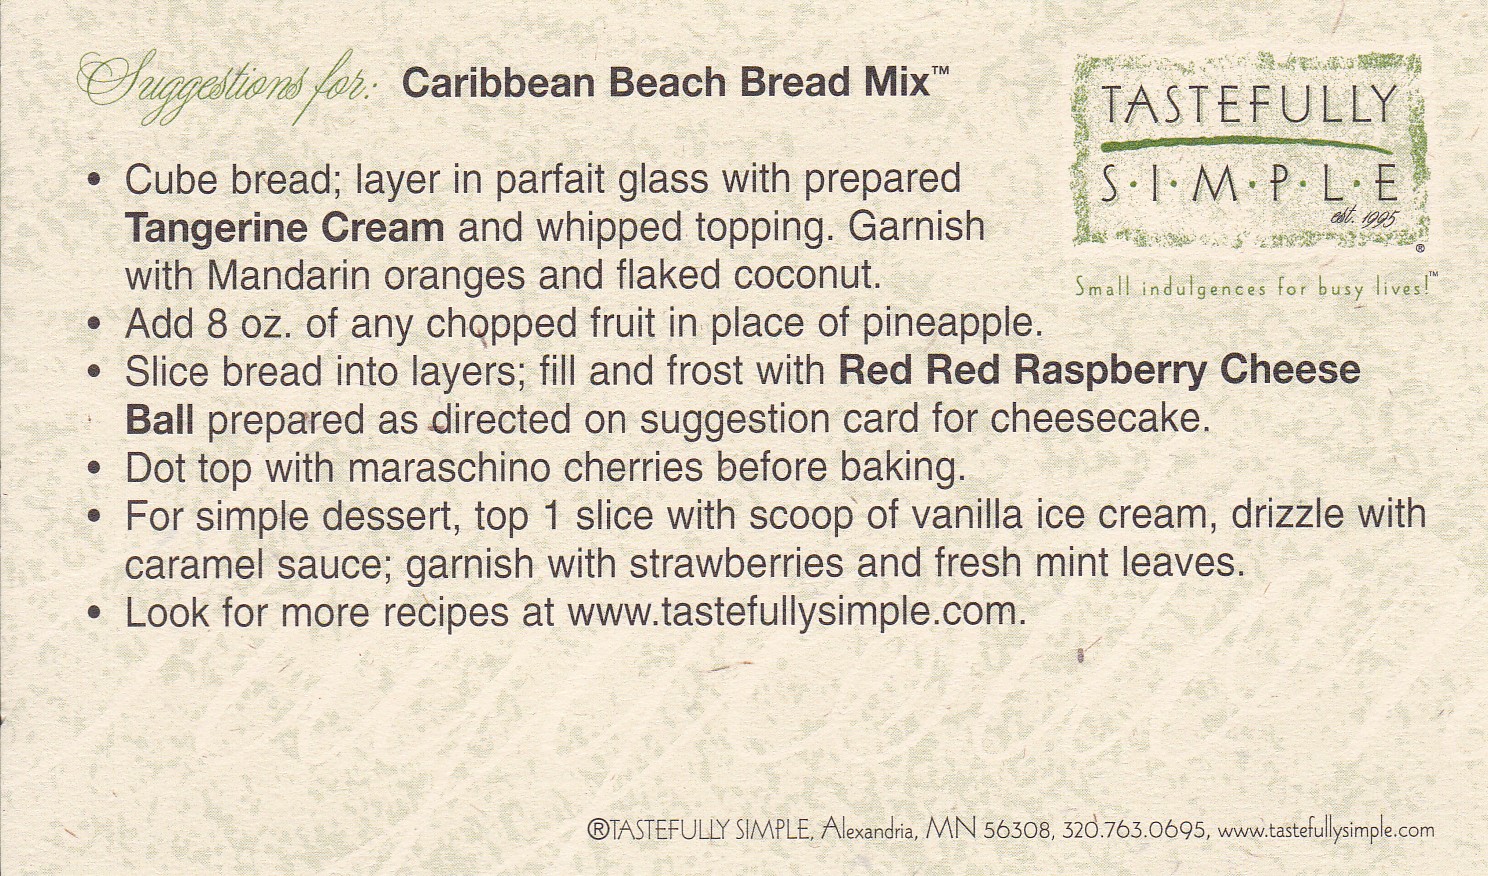 Suggestions for: Caribbean Beach Bread Mix™
TASTEFULLY
S·I·M·P·L·E
est. 1995
®
Small indulgences for busy lives!™
• Cube bread; layer in parfait glass with prepared
Tangerine Cream and whipped topping. Garnish
with Mandarin oranges and flaked coconut.
• Add 8 oz. of any chopped fruit in place of pineapple.
• Slice bread into layers; fill and frost with Red Red Raspberry Cheese
Ball prepared as directed on suggestion card for cheesecake.
• Dot top with maraschino cherries before baking.
• For simple dessert, top 1 slice with scoop of vanilla ice cream, drizzle with
caramel sauce; garnish with strawberries and fresh mint leaves.
• Look for more recipes at www.tastefullysimple.com.
®TASTEFULLY SIMPLE, Alexandria, MN 56308, 320.763.0695, www.tastefullysimple.com